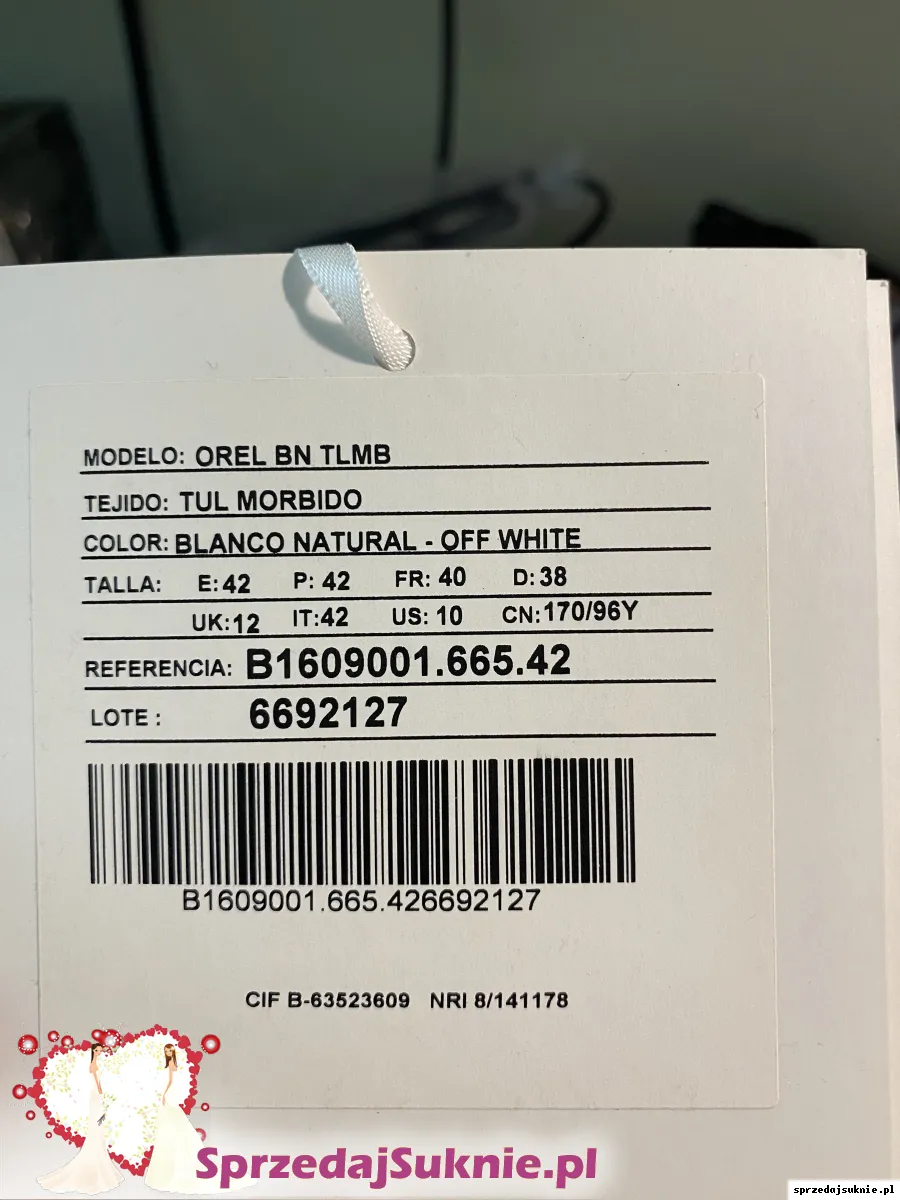 MODELO: OREL BN TLMB
TEJIDO: TUL MORBIDO
COLOR: BLANCO NATURAL - OFF WHITE
TALLA: E: 42 P: 42 FR: 40 D: 38
UK: 12 IT: 42 US: 10 CN: 170/96Y
REFERENCIA: B1609001.665.42
LOTE : 6692127
B1609001.665.426692127
CIF B-63523609 NRI 8/141178
SprzedajSuknie.pl
sprzedajsuknie.pl